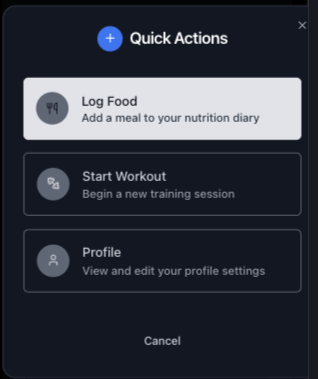 Quick Actions
Log Food
Add a meal to your nutrition diary
Start Workout
Begin a new training session
Profile
View and edit your profile settings
Cancel